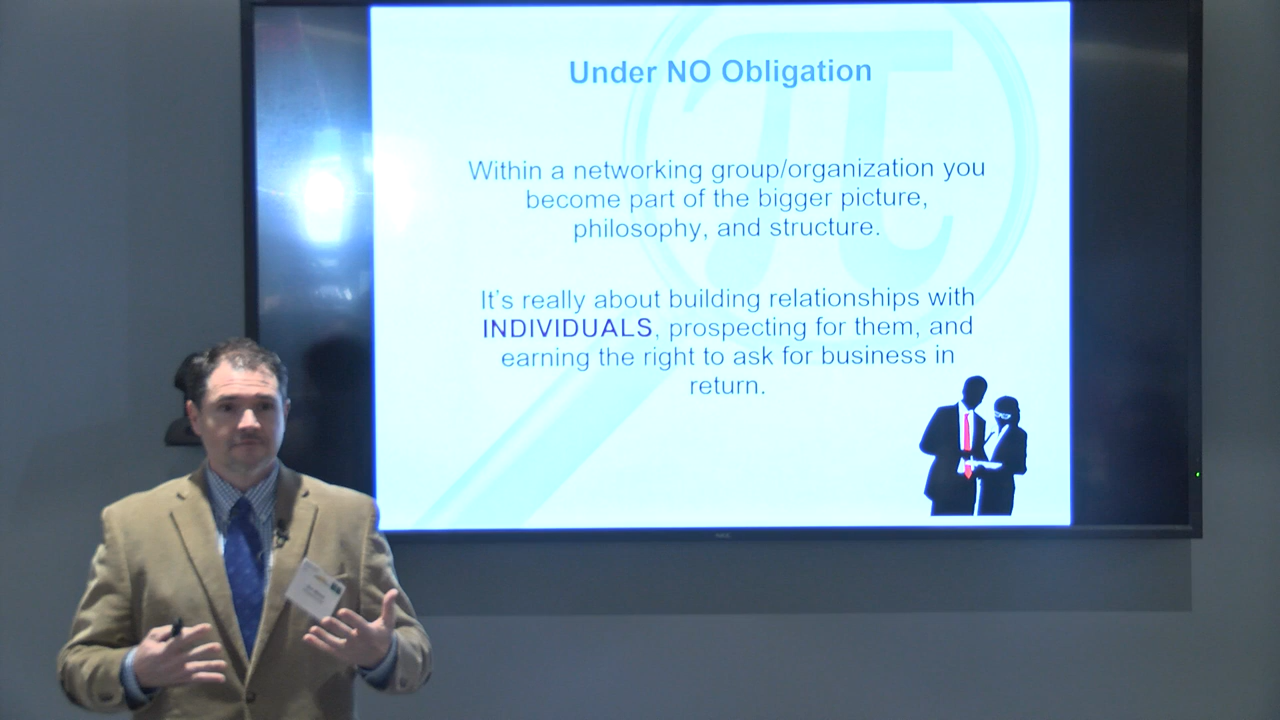 Under NO Obligation
Within a networking group/organization you
become part of the bigger picture,
philosophy, and structure.
It's really about building relationships with
INDIVIDUALS, prospecting for them, and
earning the right to ask for business in
return.
NEC